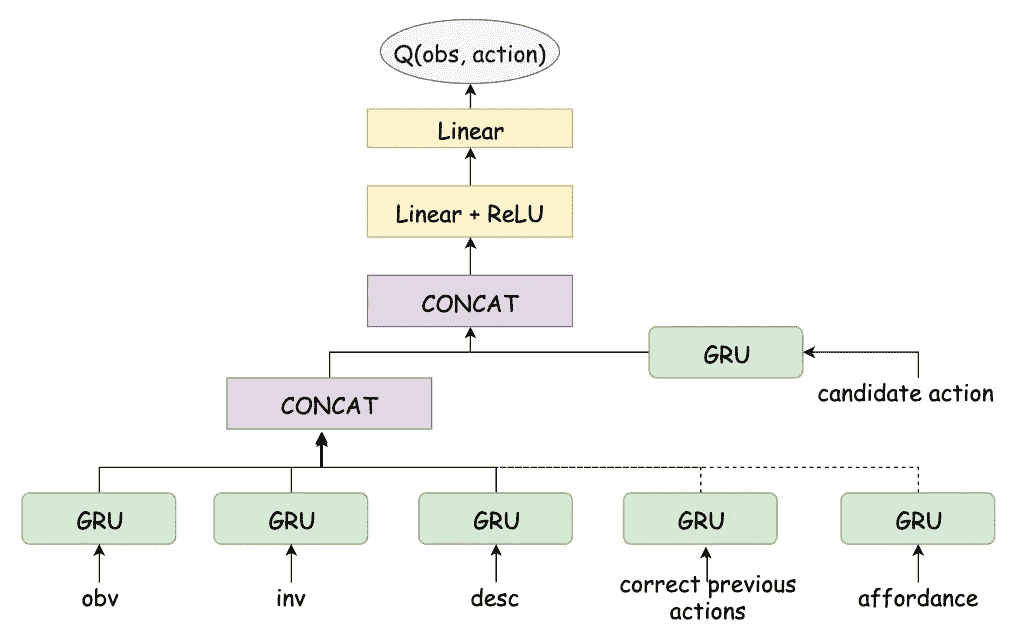 Q(obs, action)
Linear
Linear + ReLU
CONCAT
GRU
candidate action
CONCAT
GRU
GRU
GRU
GRU
GRU
obv
inv
desc
correct previous
actions
affordance